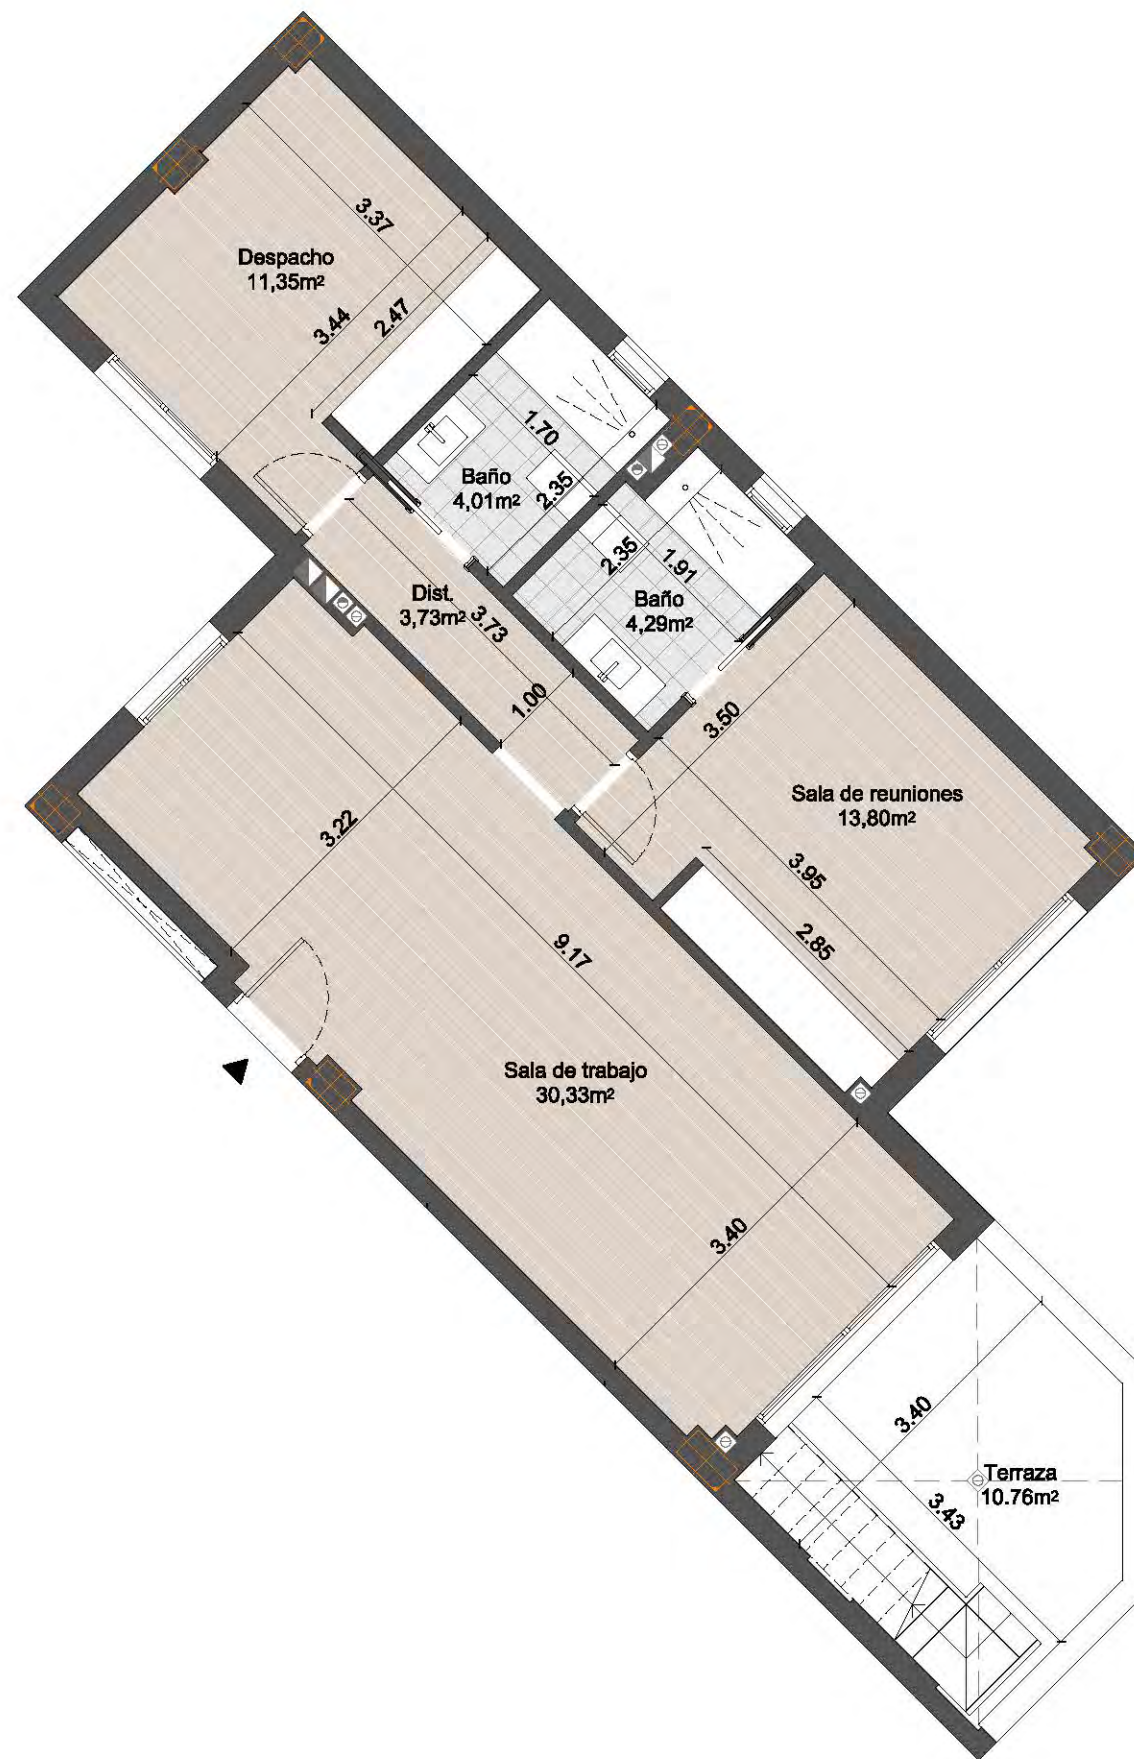 3.37
Despacho
11,35m²
3.44
2.47
1.70
Baño
4,01m²
2.35
2.35
1.91
Baño
4,29m²
Dist.
3,73m²
3.73
1.00
3.50
Sala de reuniones
13,80m²
3.22
3.95
2.85
9.17
Sala de trabajo
30,33m²
3.40
3.40
Terraza
10.76m²
3.43